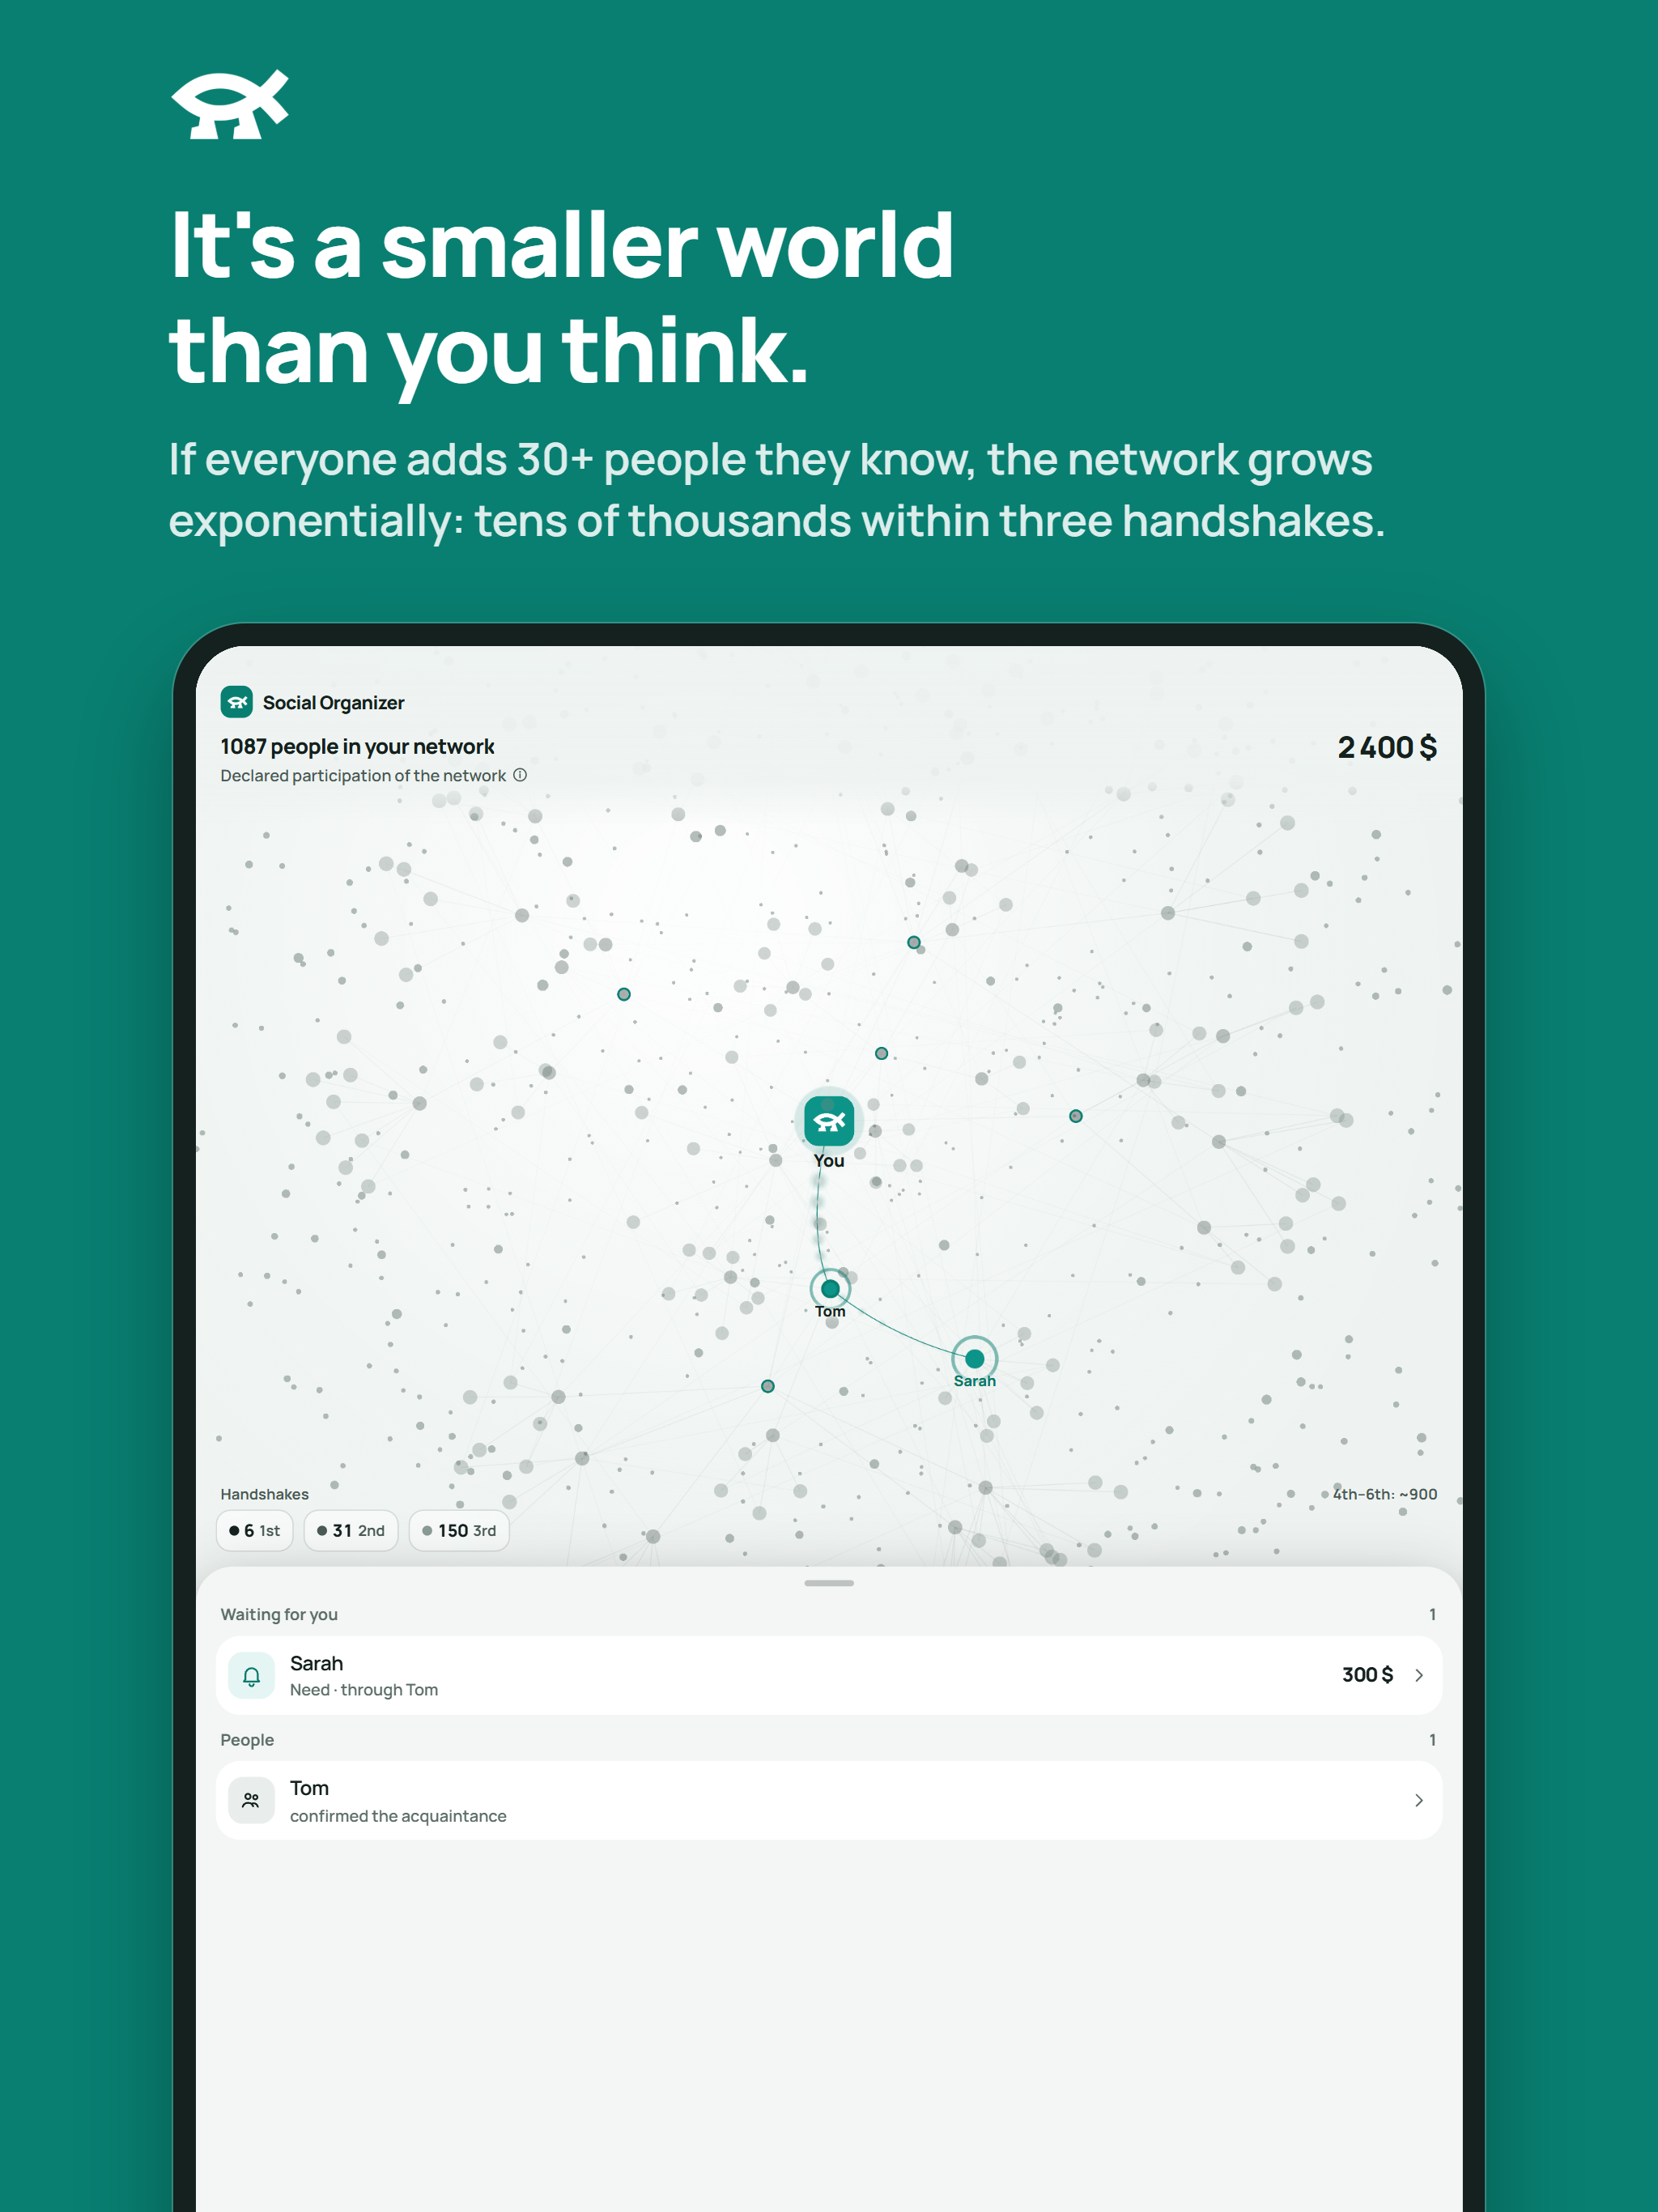 It's a smaller world
than you think.
If everyone adds 30+ people they know, the network grows
exponentially: tens of thousands within three handshakes.
Social Organizer
1087 people in your network
2 400 $
Declared participation of the network
You
Tom
Sarah
Handshakes
4th–6th: ~900
6 1st
31 2nd
150 3rd
Waiting for you
1
Sarah
Need · through Tom
300 $
People
1
Tom
confirmed the acquaintance